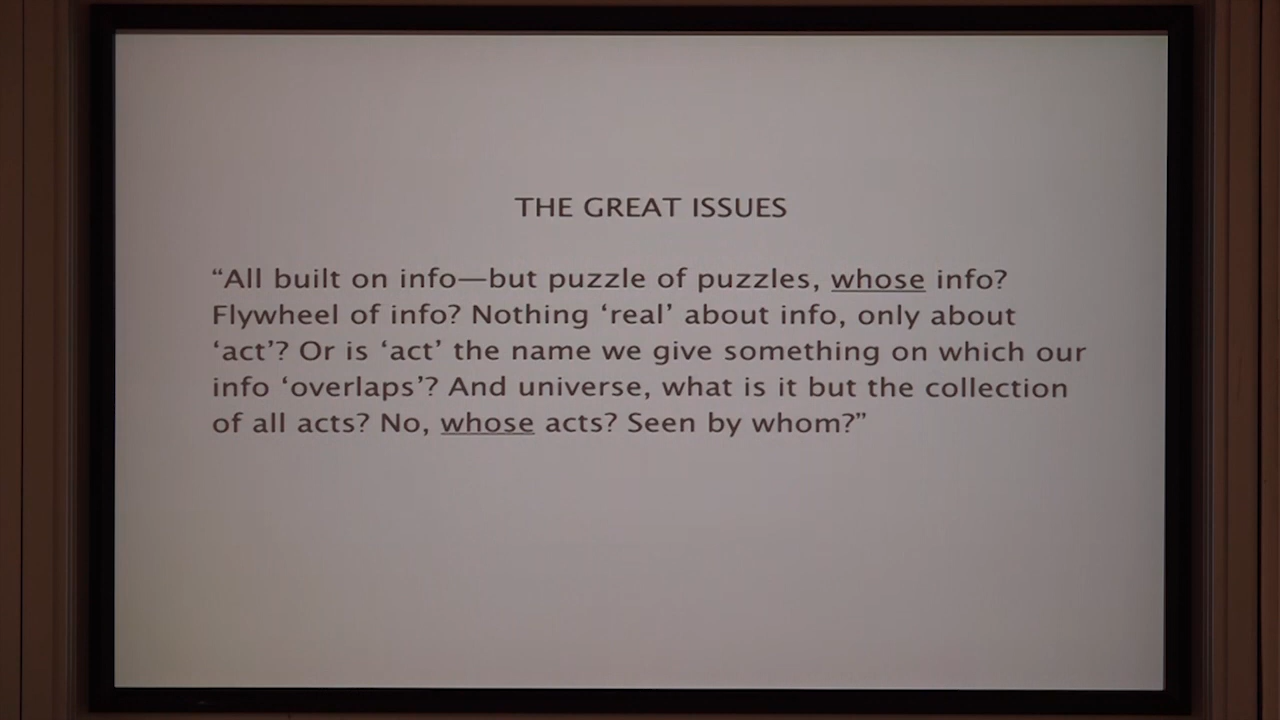 THE GREAT ISSUES
“All built on info—but puzzle of puzzles, whose info?
Flywheel of info? Nothing ‘real’ about info, only about
‘act’? Or is ‘act’ the name we give something on which our
info ‘overlaps’? And universe, what is it but the collection
of all acts? No, whose acts? Seen by whom?”